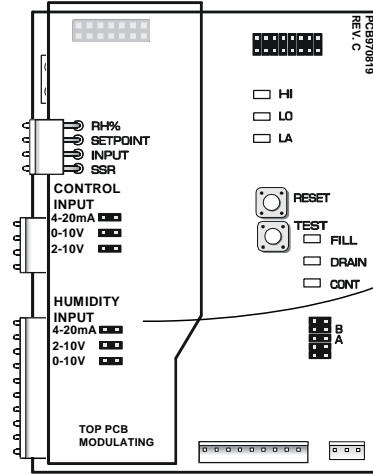 PCB970819
REV. C
HI
LO
LA
RH%
SETPOINT
INPUT
SSR
CONTROL
INPUT
4-20mA
0-10V
2-10V
RESET
TEST
FILL
DRAIN
CONT
HUMIDITY
INPUT
4-20mA
2-10V
0-10V
B
A
TOP PCB
MODULATING